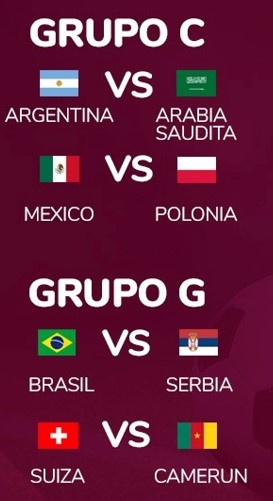 GRUPO C
VS
ARGENTINA ARABIA
SAUDITA
VS
MEXICO POLONIA
GRUPO G
VS
BRASIL SERBIA
VS
SUIZA CAMERUN